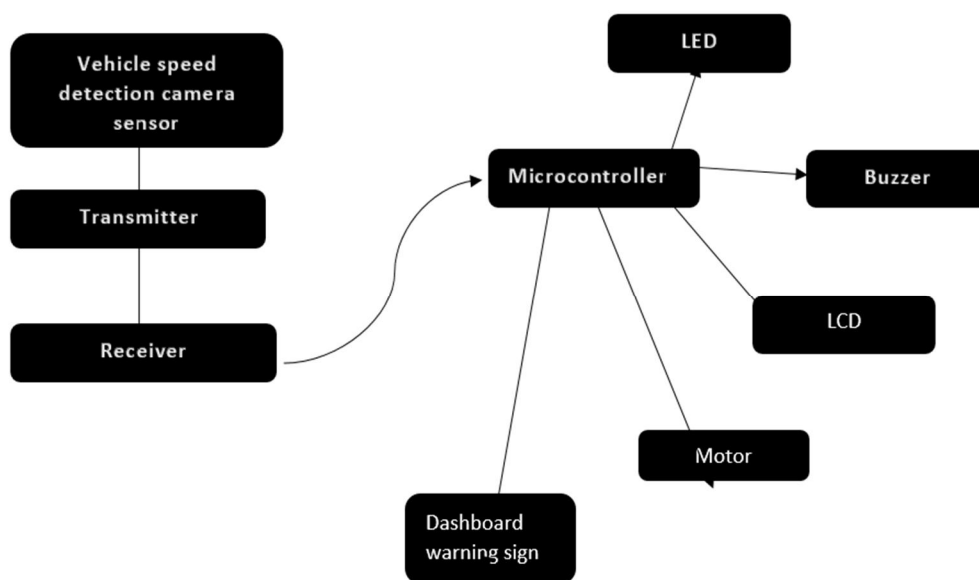 Vehicle speed
detection camera
sensor
Transmitter
Receiver
Microcontroller
LED
Buzzer
LCD
Motor
Dashboard
warning sign